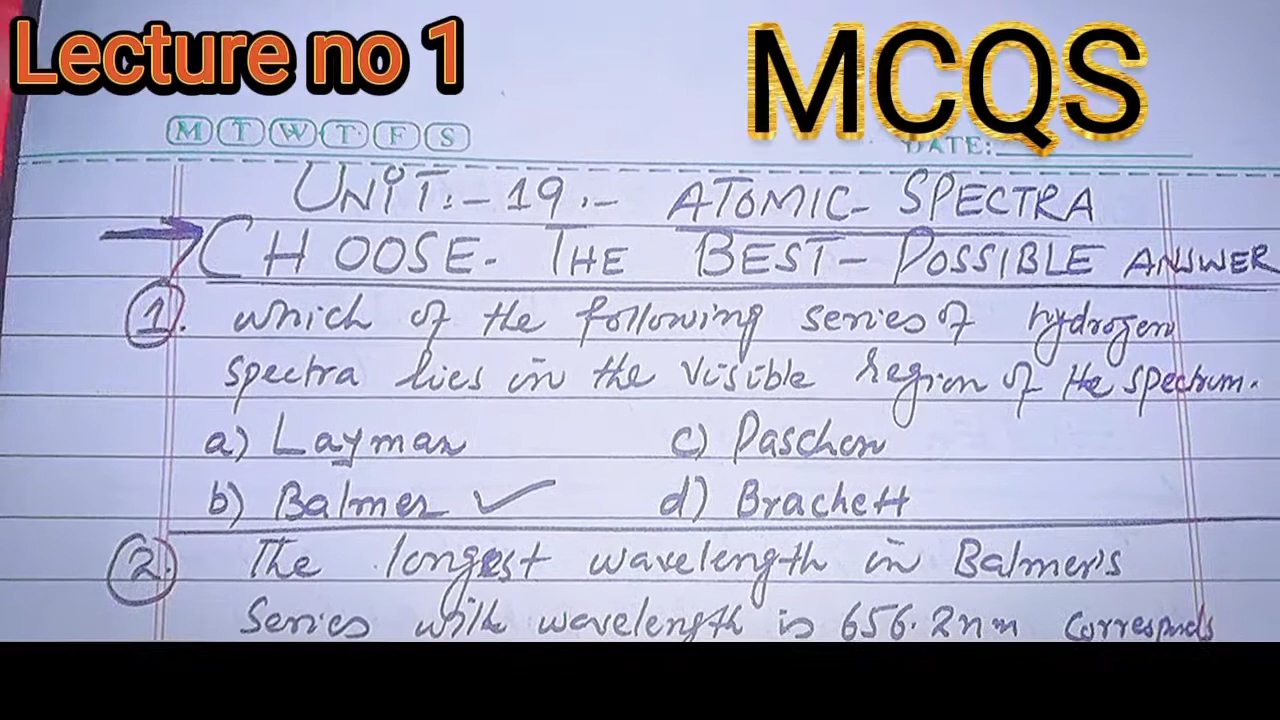 Lecture no 1
MCQS
M T W T F S
DATE:
UNIT:- 19.- ATOMIC SPECTRA
CHOOSE. THE BEST- POSSIBLE ANSWER
1. which of the following series of hydrogen
spectra lies in the visible region of the spectrum.
a) Layman c) Paschen
b) Balmer ✓ d) Brackett
2. The longest wavelength in Balmer's
Series with wavelength is 656.2nm corresponds